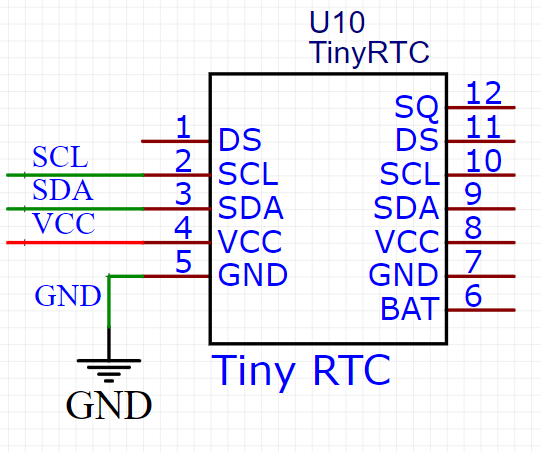 U10
TinyRTC
1 DS
SCL 2 SCL
SDA 3 SDA
VCC 4 VCC
5 GND
GND
GND
SQ 12
DS 11
SCL 10
SDA 9
VCC 8
GND 7
BAT 6
Tiny RTC